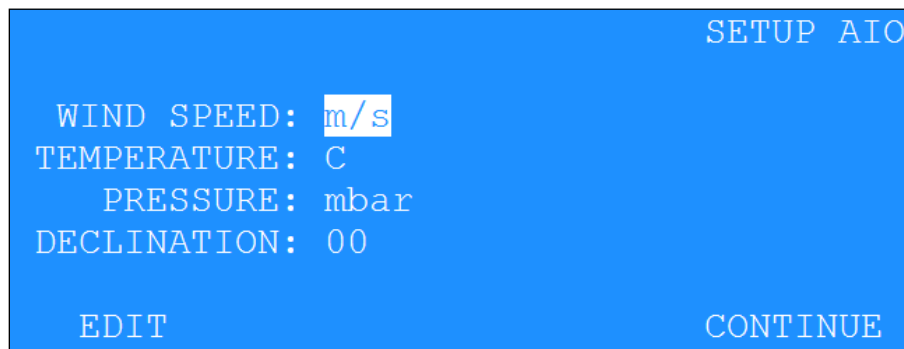 SETUP AIO
WIND SPEED: m/s
TEMPERATURE: C
PRESSURE: mbar
DECLINATION: 00
EDIT CONTINUE